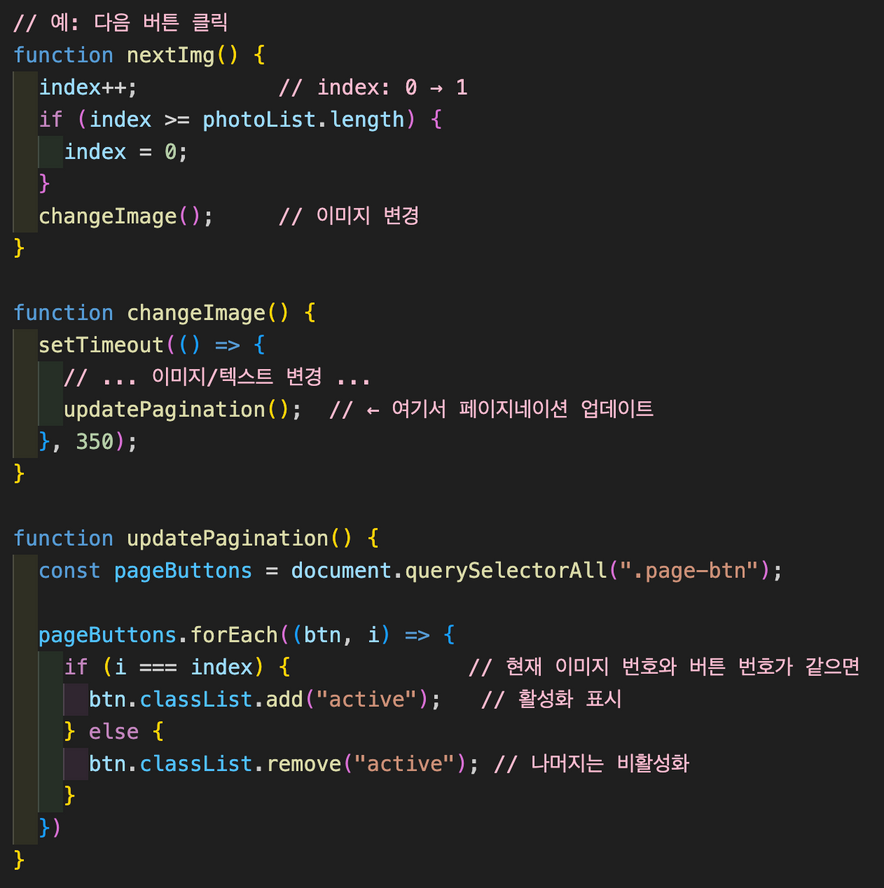 // 예: 다음 버튼 클릭
function nextImg() {
  index++;           // index: 0 → 1
  if (index >= photoList.length) {
    index = 0;
  }
  changeImage();     // 이미지 변경
}

function changeImage() {
  setTimeout(() => {
    // ... 이미지/텍스트 변경 ...
    updatePagination();  // ← 여기서 페이지네이션 업데이트
  }, 350);
}

function updatePagination() {
  const pageButtons = document.querySelectorAll(".page-btn");

  pageButtons.forEach((btn, i) => {
    if (i === index) {              // 현재 이미지 번호와 버튼 번호가 같으면
      btn.classList.add("active");   // 활성화 표시
    } else {
      btn.classList.remove("active"); // 나머지는 비활성화
    }
  })
}